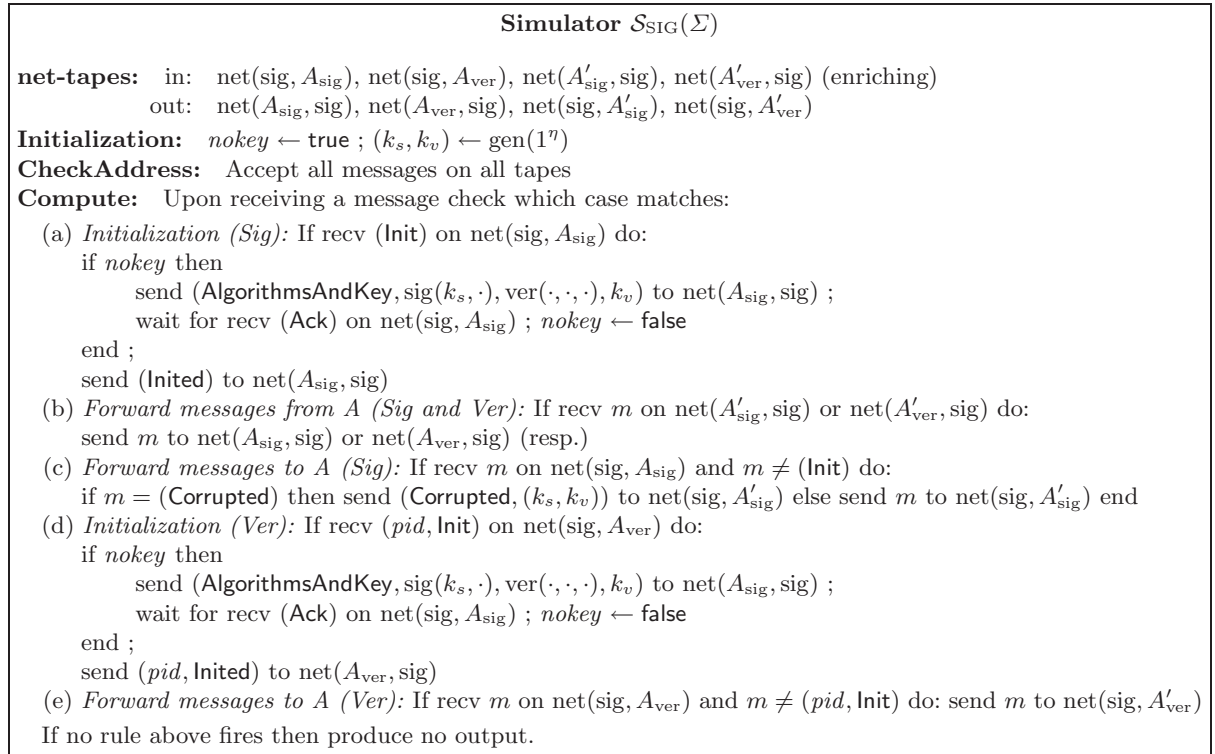 Simulator 𝒮_SIG(Σ)
net-tapes: in: net(sig, A_sig), net(sig, A_ver), net(A′_sig, sig), net(A′_ver, sig) (enriching)
out: net(A_sig, sig), net(A_ver, sig), net(sig, A′_sig), net(sig, A′_ver)
Initialization: nokey ← true ; (k_s, k_v) ← gen(1^η)
CheckAddress: Accept all messages on all tapes
Compute: Upon receiving a message check which case matches:
(a) Initialization (Sig): If recv (Init) on net(sig, A_sig) do:
if nokey then
send (AlgorithmsAndKey, sig(k_s, ·), ver(·, ·, ·), k_v) to net(A_sig, sig) ;
wait for recv (Ack) on net(sig, A_sig) ; nokey ← false
end ;
send (Inited) to net(A_sig, sig)
(b) Forward messages from A (Sig and Ver): If recv m on net(A′_sig, sig) or net(A′_ver, sig) do:
send m to net(A_sig, sig) or net(A_ver, sig) (resp.)
(c) Forward messages to A (Sig): If recv m on net(sig, A_sig) and m ≠ (Init) do:
if m = (Corrupted) then send (Corrupted, (k_s, k_v)) to net(sig, A′_sig) else send m to net(sig, A′_sig) end
(d) Initialization (Ver): If recv (pid, Init) on net(sig, A_ver) do:
if nokey then
send (AlgorithmsAndKey, sig(k_s, ·), ver(·, ·, ·), k_v) to net(A_sig, sig) ;
wait for recv (Ack) on net(sig, A_sig) ; nokey ← false
end ;
send (pid, Inited) to net(A_ver, sig)
(e) Forward messages to A (Ver): If recv m on net(sig, A_ver) and m ≠ (pid, Init) do: send m to net(sig, A′_ver)
If no rule above fires then produce no output.